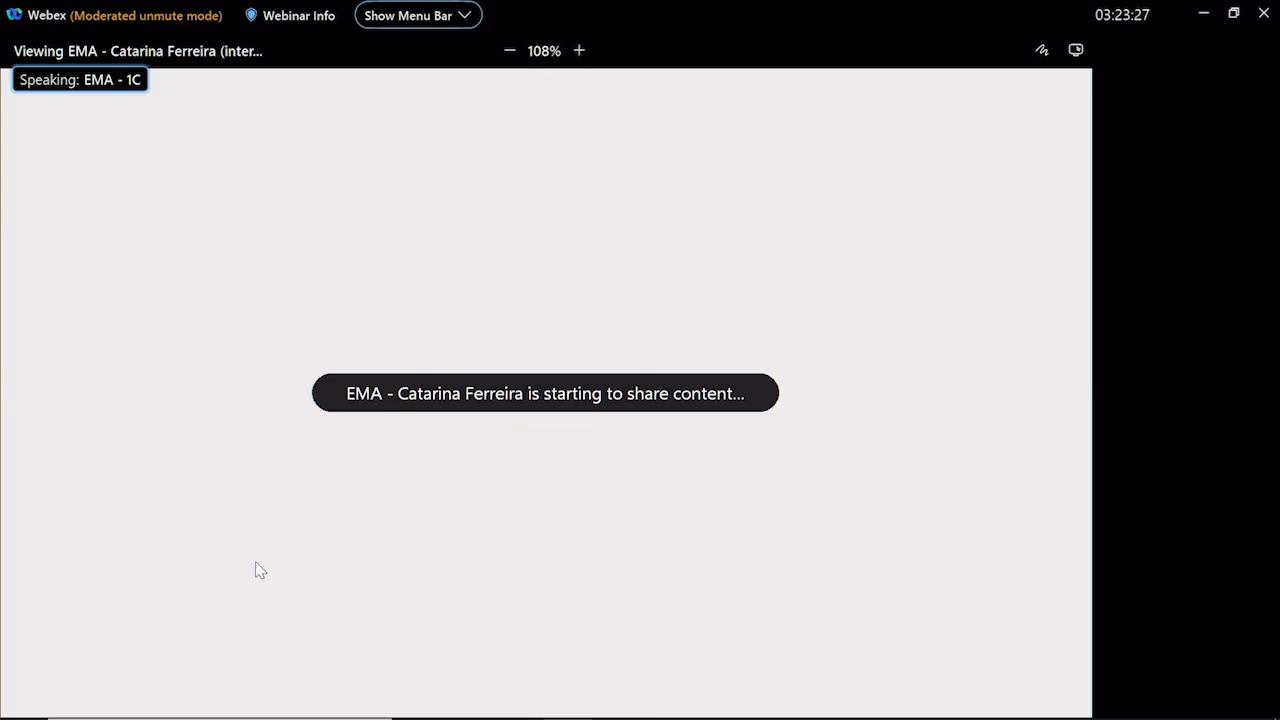 Webex (Moderated unmute mode) Webinar Info Show Menu Bar 03:23:27
Viewing EMA - Catarina Ferreira (inter... 108%
Speaking: EMA - 1C
EMA - Catarina Ferreira is starting to share content...